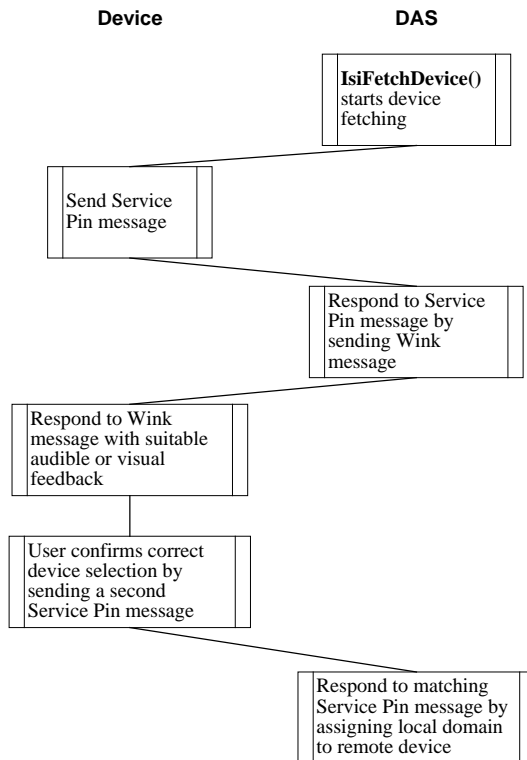 Device DAS
IsiFetchDevice()
starts device
fetching
Send Service
Pin message
Respond to Service
Pin message by
sending Wink
message
Respond to Wink
message with suitable
audible or visual
feedback
User confirms correct
device selection by
sending a second
Service Pin message
Respond to matching
Service Pin message by
assigning local domain
to remote device